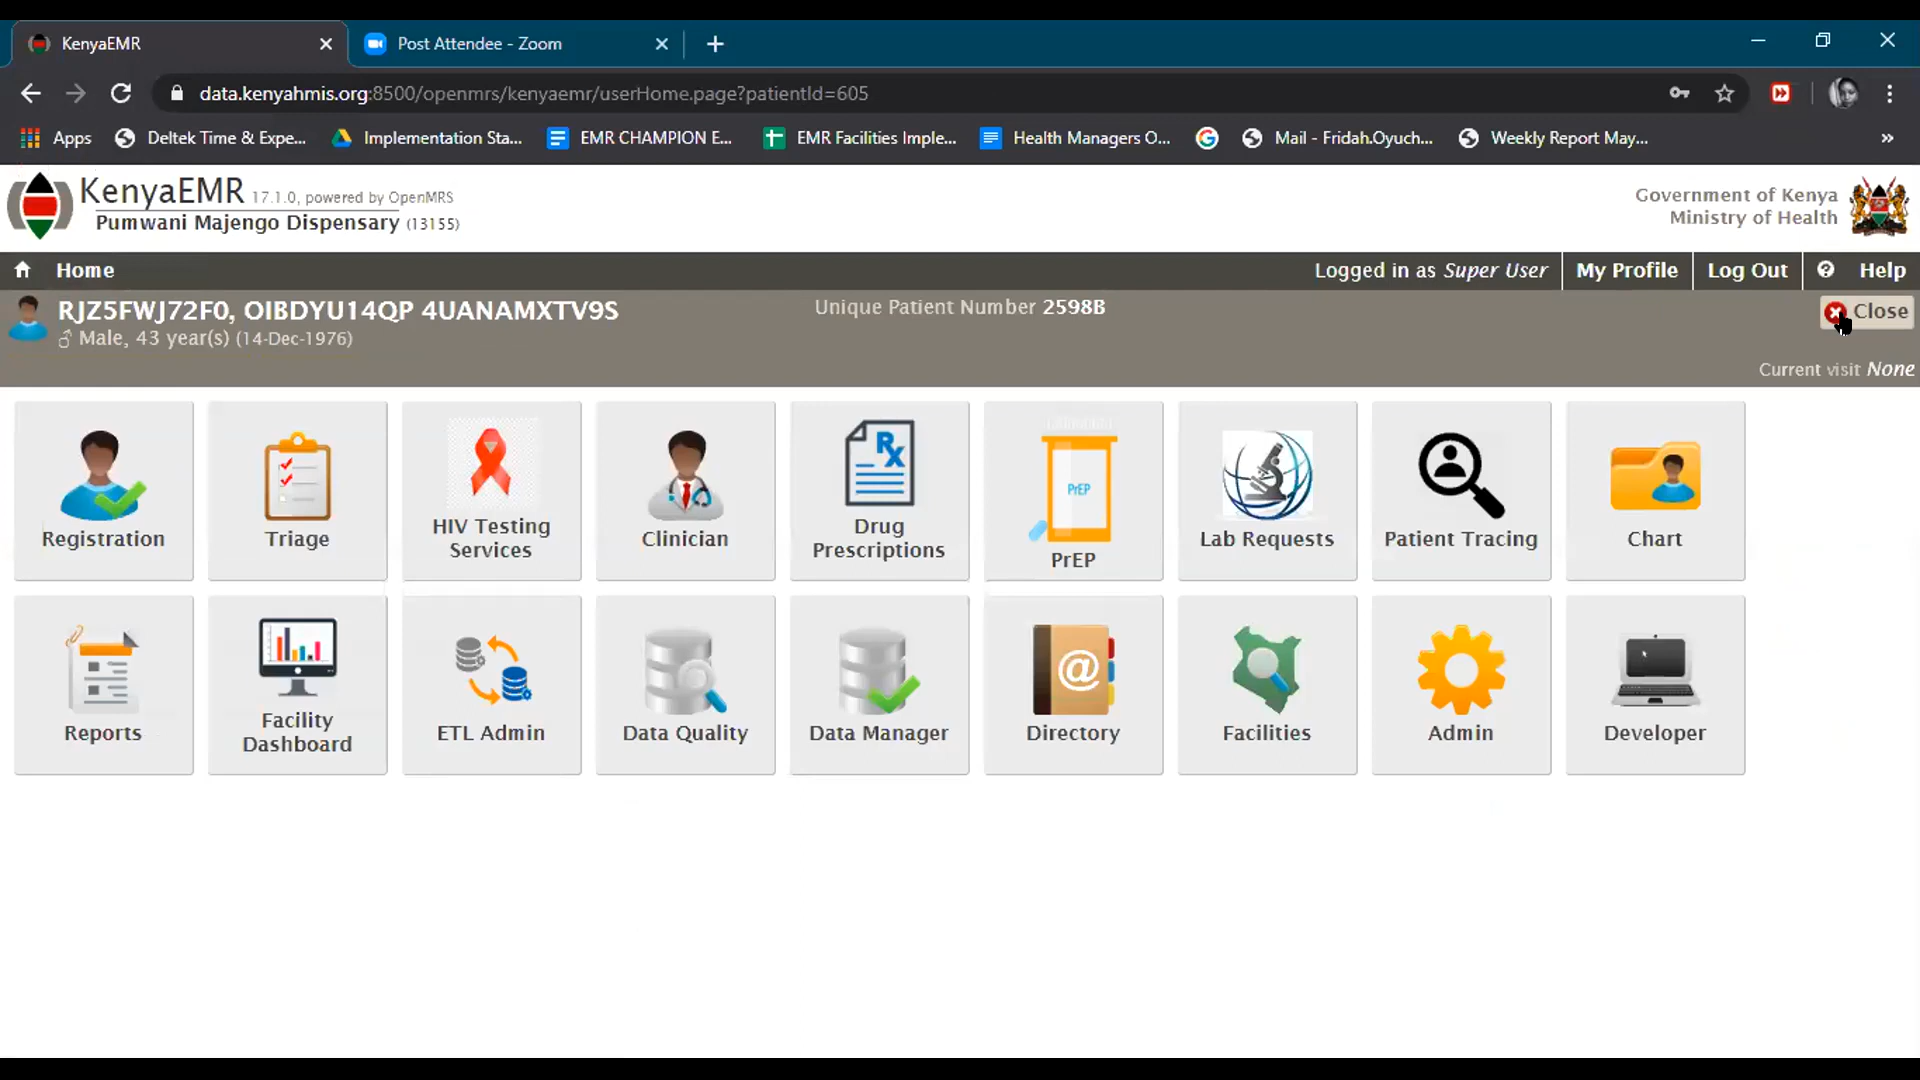 KenyaEMR
Post Attendee - Zoom
data.kenyahmis.org:8500/openmrs/kenyaemr/userHome.page?patientId=605
Apps
Deltek Time & Expe...
Implementation Sta...
EMR CHAMPION E...
EMR Facilities Imple...
Health Managers O...
Mail - Fridah.Oyuch...
Weekly Report May...
»
KenyaEMR 17.1.0, powered by OpenMRS
Pumwani Majengo Dispensary (13155)
Government of Kenya
Ministry of Health
Home
Logged in as Super User
My Profile
Log Out
Help
RJZ5FWJ72F0, OIBDYU14QP 4UANAMXTV9S
Male, 43 year(s) (14-Dec-1976)
Unique Patient Number 2598B
Close
Current visit None
Registration
Triage
HIV Testing
Services
Clinician
Rx
Drug
Prescriptions
PrEP
PrEP
Lab Requests
Patient Tracing
Chart
Reports
Facility
Dashboard
ETL Admin
Data Quality
Data Manager
@
Directory
Facilities
Admin
Developer